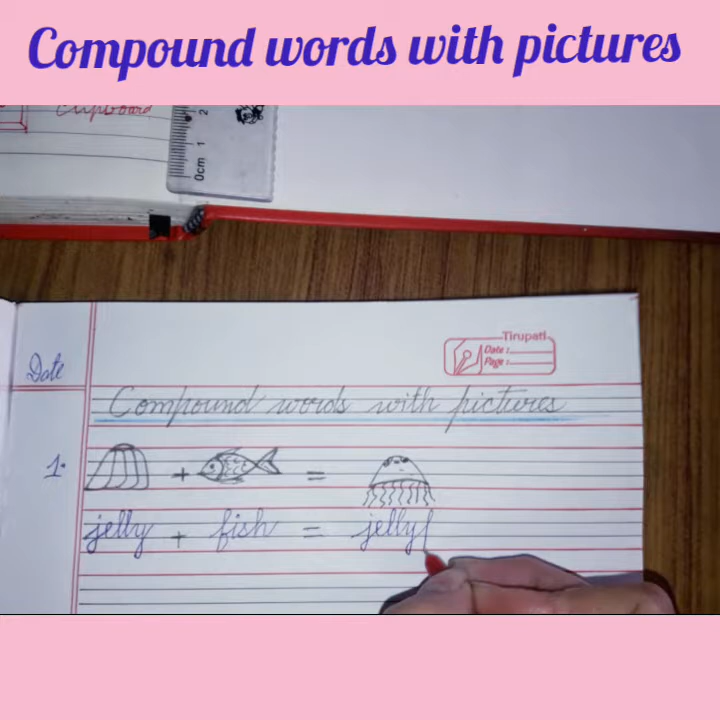 Compound words with pictures
Clipboard
0cm 1 2
Tirupati
Date :
Page :
Date
Compound words with pictures
1. + =
jelly + fish = jellyf